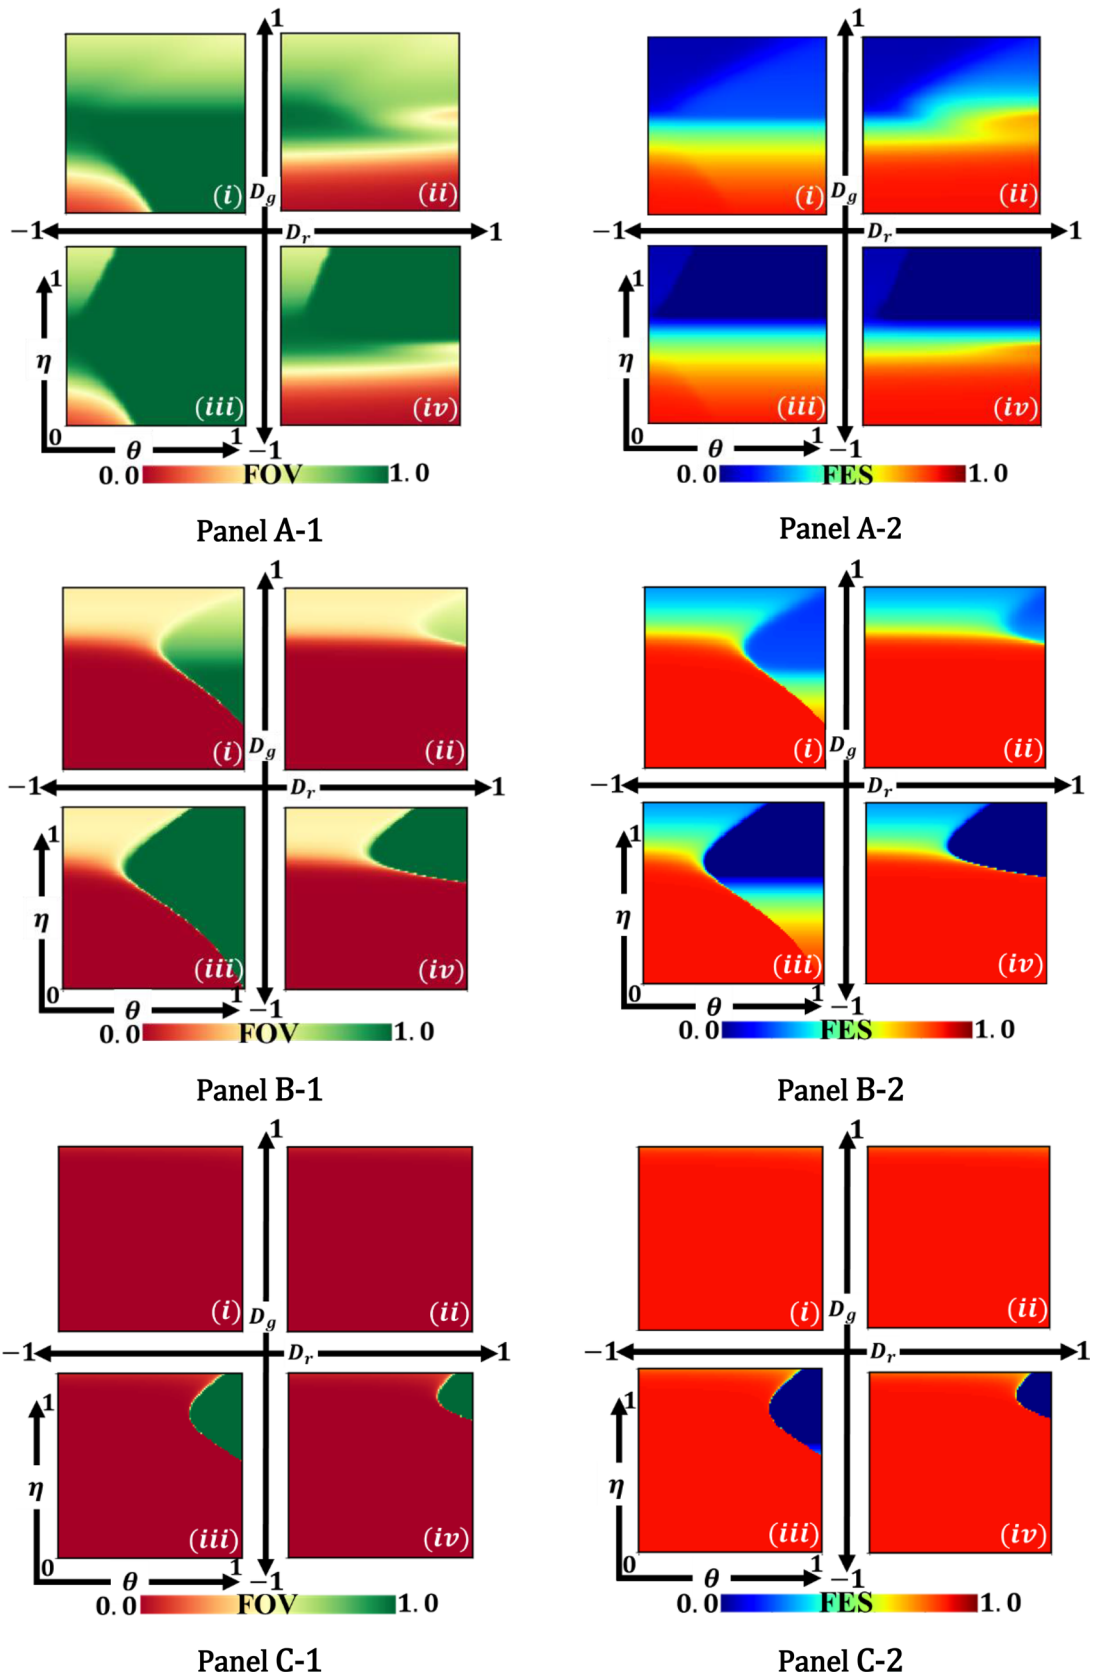 1 1
(i) D_g (ii) (i) D_g (ii)
−1 D_r 1 −1 D_r 1
1 1
η (iii) (iv) η (iii) (iv)
0 θ 1 −1 0 θ 1 −1
0.0 FOV 1.0 0.0 FES 1.0
Panel A-1 Panel A-2
1 1
(i) D_g (ii) (i) D_g (ii)
−1 D_r 1 −1 D_r 1
1 1
η (iii) (iv) η (iii) (iv)
0 θ 1 −1 0 θ 1 −1
0.0 FOV 1.0 0.0 FES 1.0
Panel B-1 Panel B-2
1 1
(i) D_g (ii) (i) D_g (ii)
−1 D_r 1 −1 D_r 1
1 1
η (iii) (iv) η (iii) (iv)
0 θ 1 −1 0 θ 1 −1
0.0 FOV 1.0 0.0 FES 1.0
Panel C-1 Panel C-2